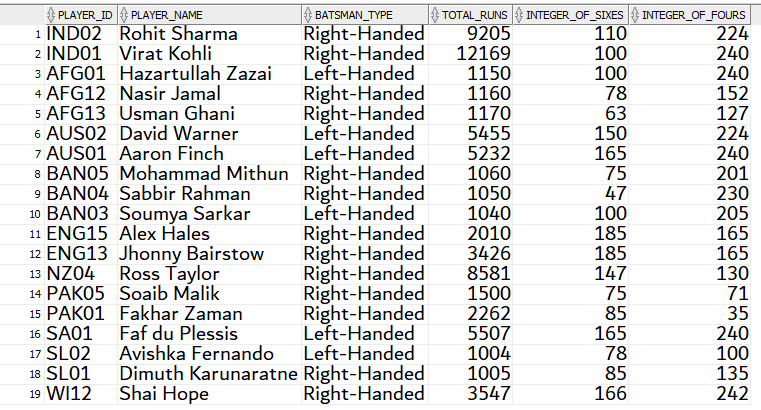 PLAYER_ID PLAYER_NAME BATSMAN_TYPE TOTAL_RUNS INTEGER_OF_SIXES INTEGER_OF_FOURS
1 IND02 Rohit Sharma Right-Handed 9205 110 224
2 IND01 Virat Kohli Right-Handed 12169 100 240
3 AFG01 Hazartullah Zazai Left-Handed 1150 100 240
4 AFG12 Nasir Jamal Right-Handed 1160 78 152
5 AFG13 Usman Ghani Right-Handed 1170 63 127
6 AUS02 David Warner Left-Handed 5455 150 224
7 AUS01 Aaron Finch Left-Handed 5232 165 240
8 BAN05 Mohammad Mithun Right-Handed 1060 75 201
9 BAN04 Sabbir Rahman Right-Handed 1050 47 230
10 BAN03 Soumya Sarkar Left-Handed 1040 100 205
11 ENG15 Alex Hales Right-Handed 2010 185 165
12 ENG13 Jhonny Bairstow Right-Handed 3426 185 165
13 NZ04 Ross Taylor Right-Handed 8581 147 130
14 PAK05 Soaib Malik Right-Handed 1500 75 71
15 PAK01 Fakhar Zaman Right-Handed 2262 85 35
16 SA01 Faf du Plessis Left-Handed 5507 165 240
17 SL02 Avishka Fernando Left-Handed 1004 78 100
18 SL01 Dimuth Karunaratne Right-Handed 1005 85 135
19 WI12 Shai Hope Right-Handed 3547 166 242